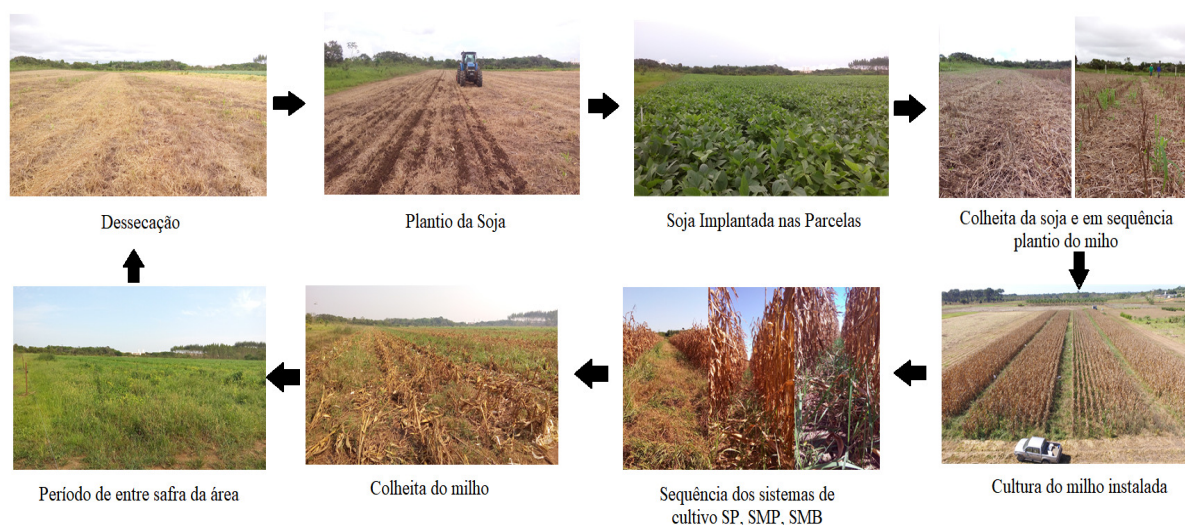 Dessecação
Plantio da Soja
Soja Implantada nas Parcelas
Colheita da soja e em sequência
plantio do miho
Cultura do milho instalada
Sequência dos sistemas de
cultivo SP, SMP, SMB
Colheita do milho
Período de entre safra da área